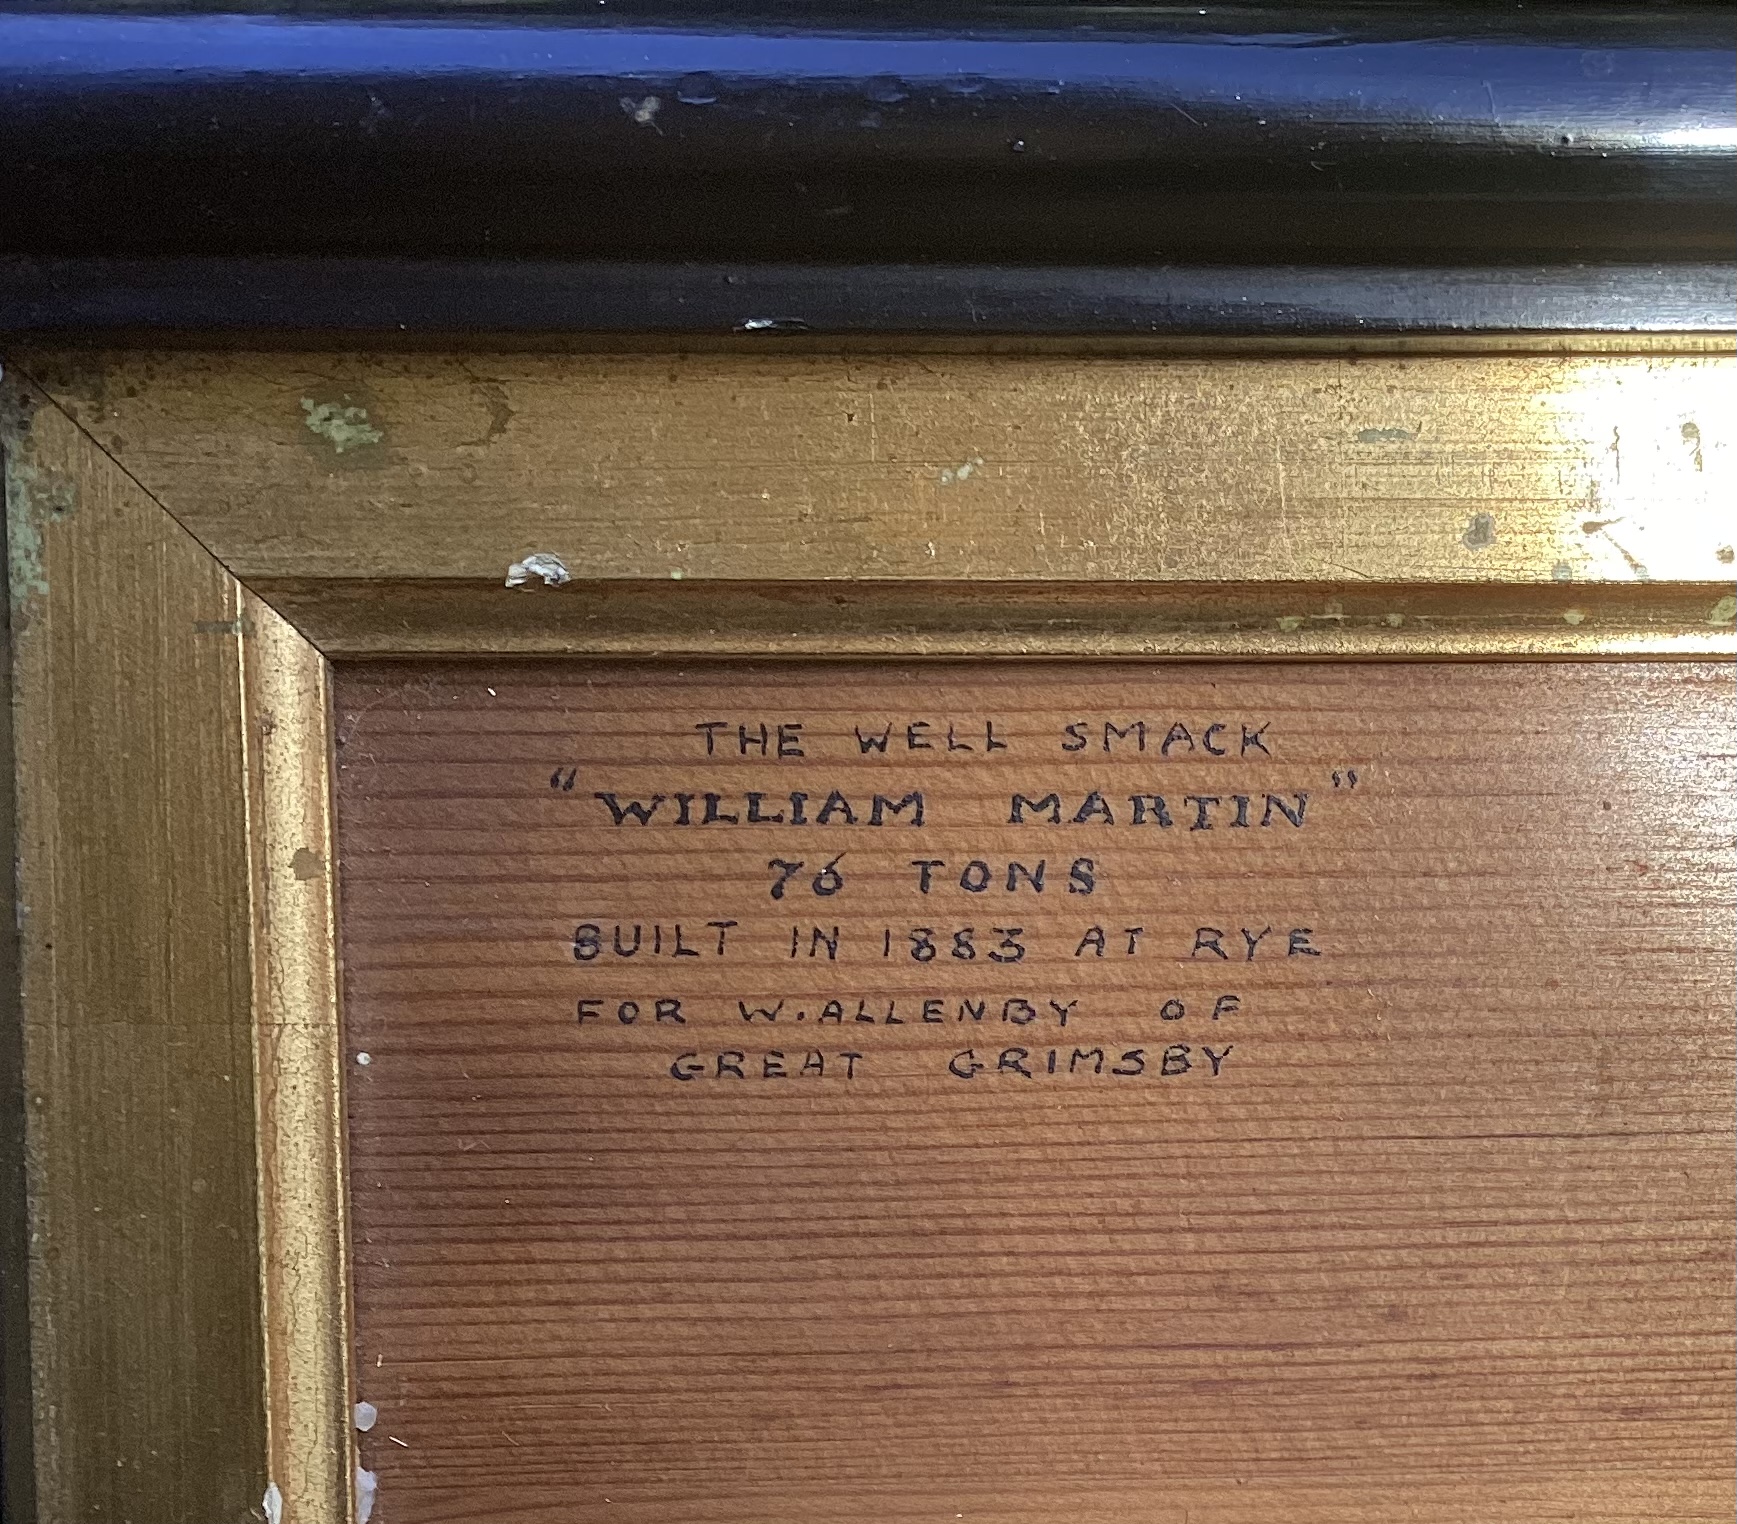 THE WELL SMACK
"WILLIAM MARTIN"
76 TONS
BUILT IN 1883 AT RYE
FOR W. ALLENBY OF
GREAT GRIMSBY